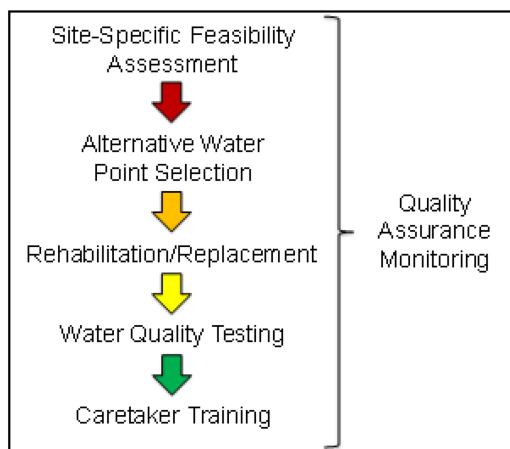 Site-Specific Feasibility
Assessment
Alternative Water
Point Selection
Rehabilitation/Replacement
Water Quality Testing
Caretaker Training
Quality
Assurance
Monitoring